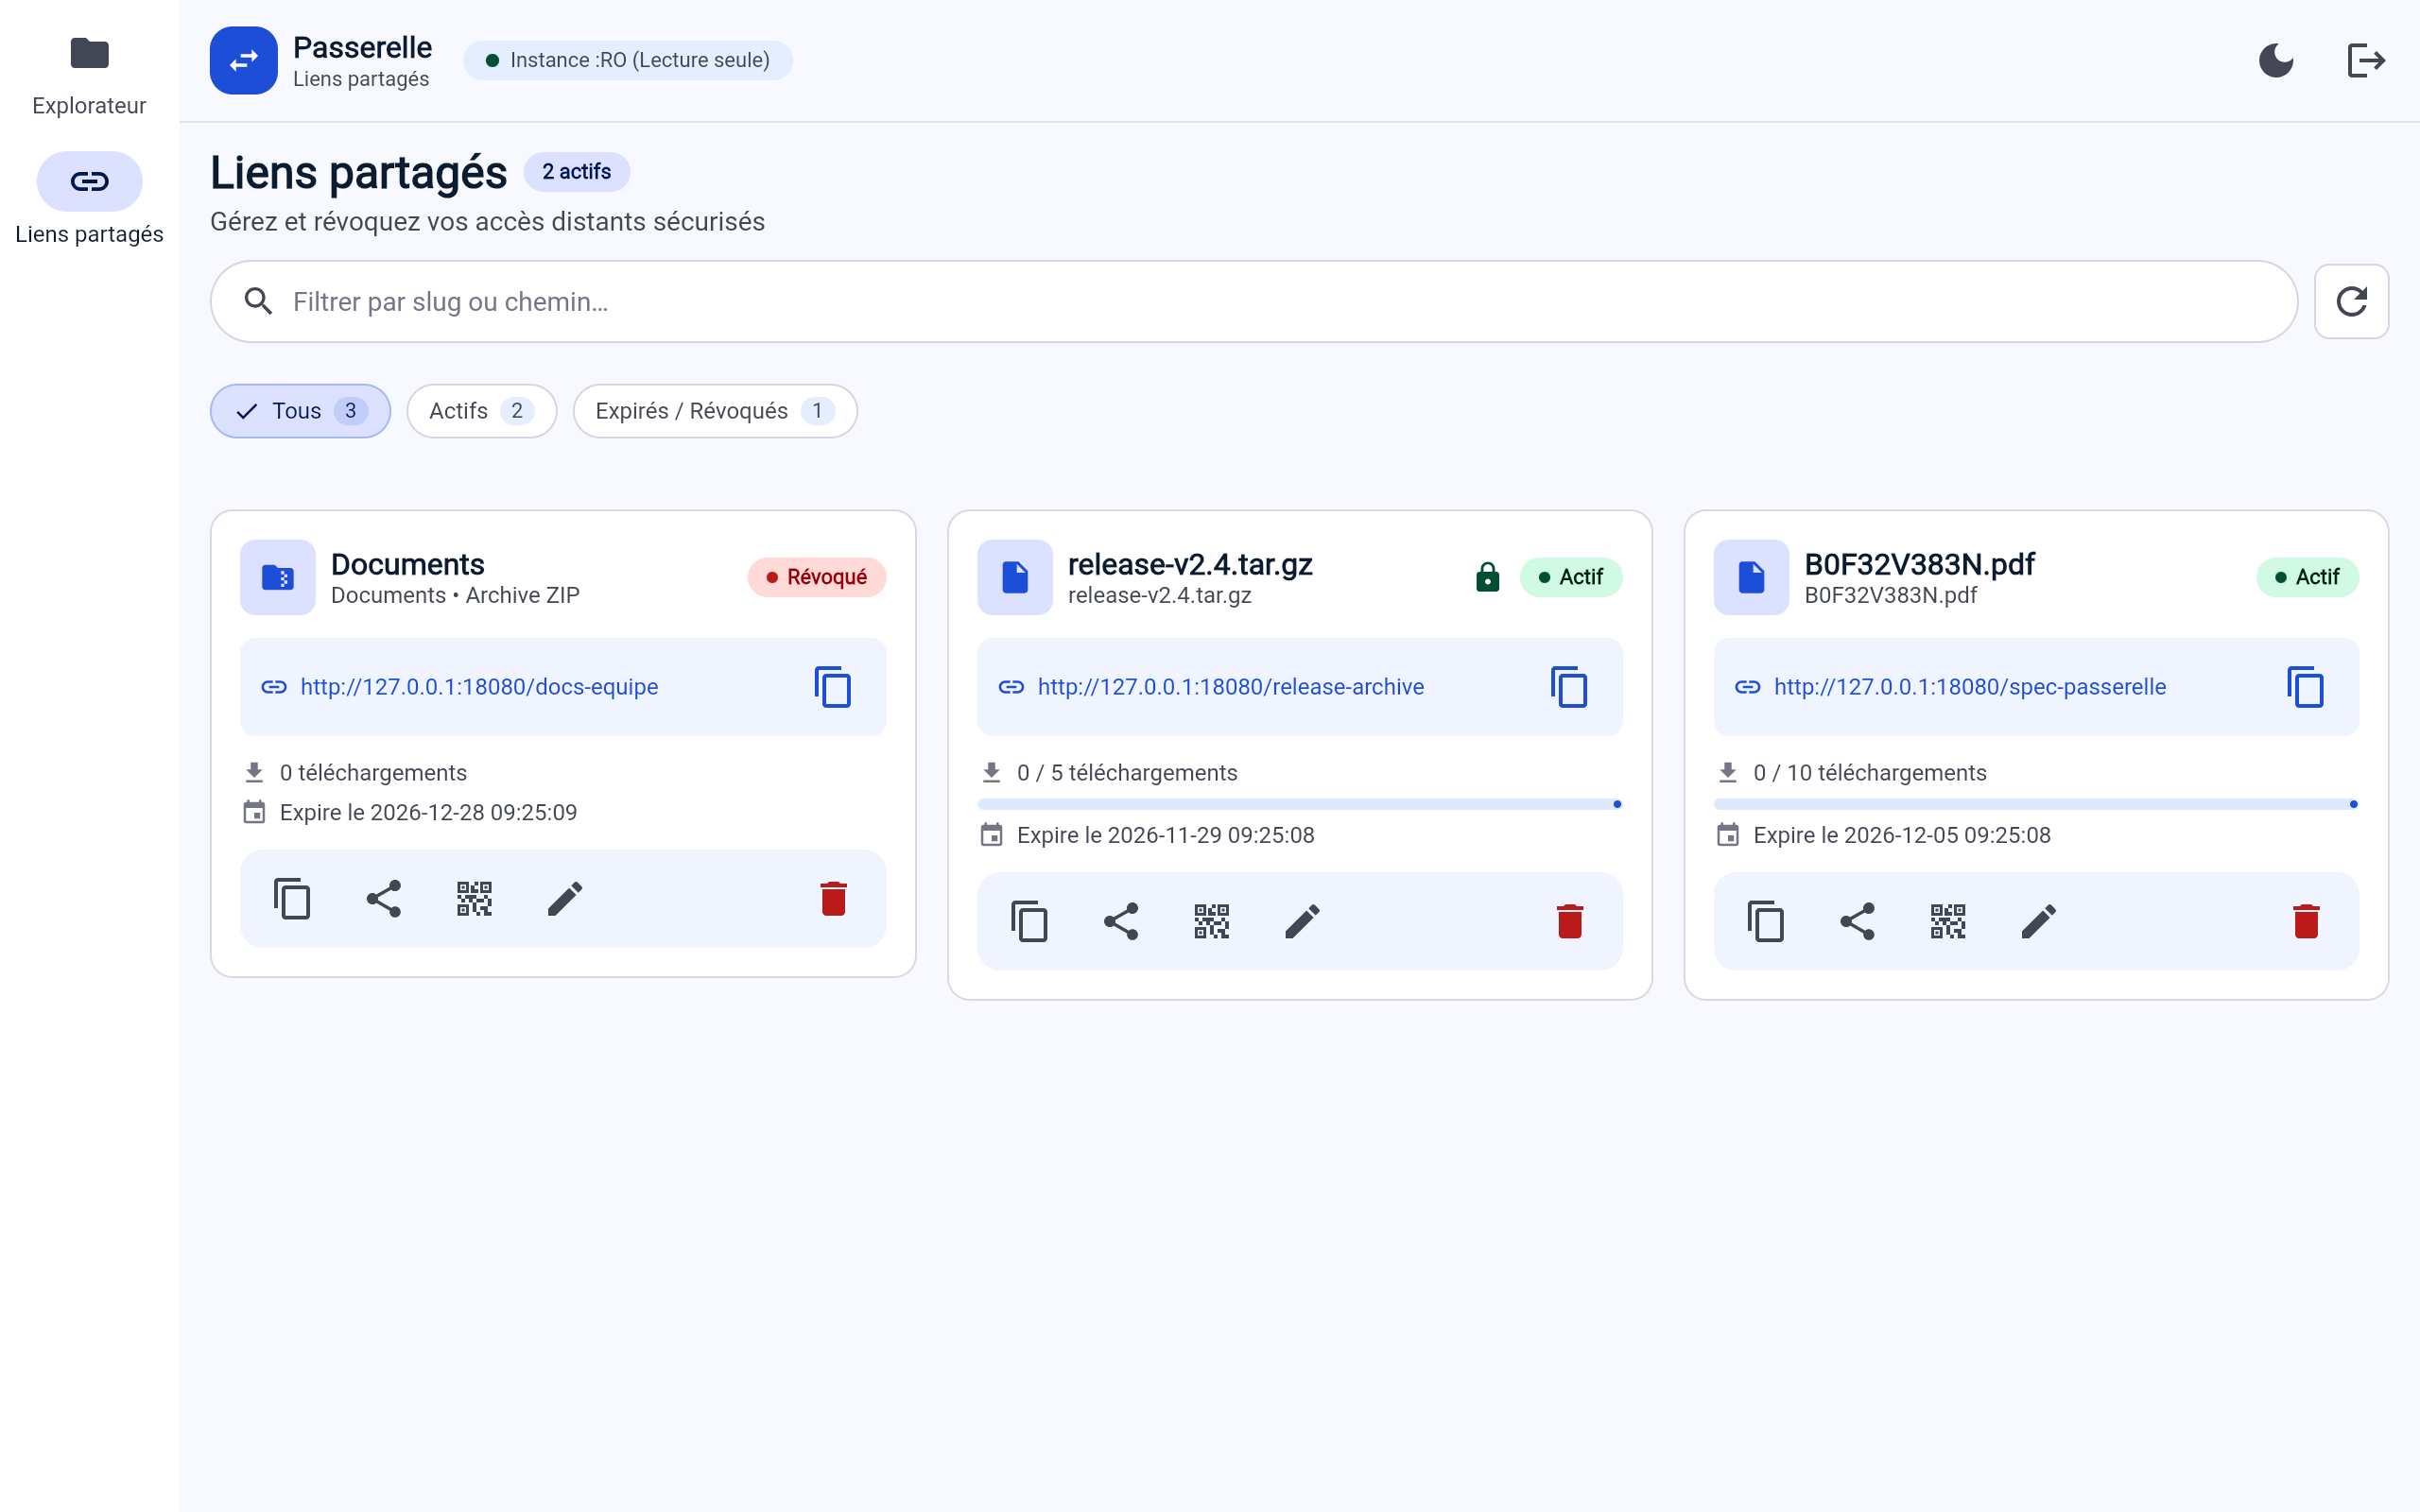 Explorateur
Liens partagés
Passerelle
Liens partagés
Instance :RO (Lecture seule)
Liens partagés
2 actifs
Gérez et révoquez vos accès distants sécurisés
Filtrer par slug ou chemin...
Tous 3
Actifs 2
Expirés / Révoqués 1
Documents
Documents • Archive ZIP
Révoqué
http://127.0.0.1:18080/docs-equipe
0 téléchargements
Expire le 2026-12-28 09:25:09
release-v2.4.tar.gz
release-v2.4.tar.gz
Actif
http://127.0.0.1:18080/release-archive
0 / 5 téléchargements
Expire le 2026-11-29 09:25:08
B0F32V383N.pdf
B0F32V383N.pdf
Actif
http://127.0.0.1:18080/spec-passerelle
0 / 10 téléchargements
Expire le 2026-12-05 09:25:08